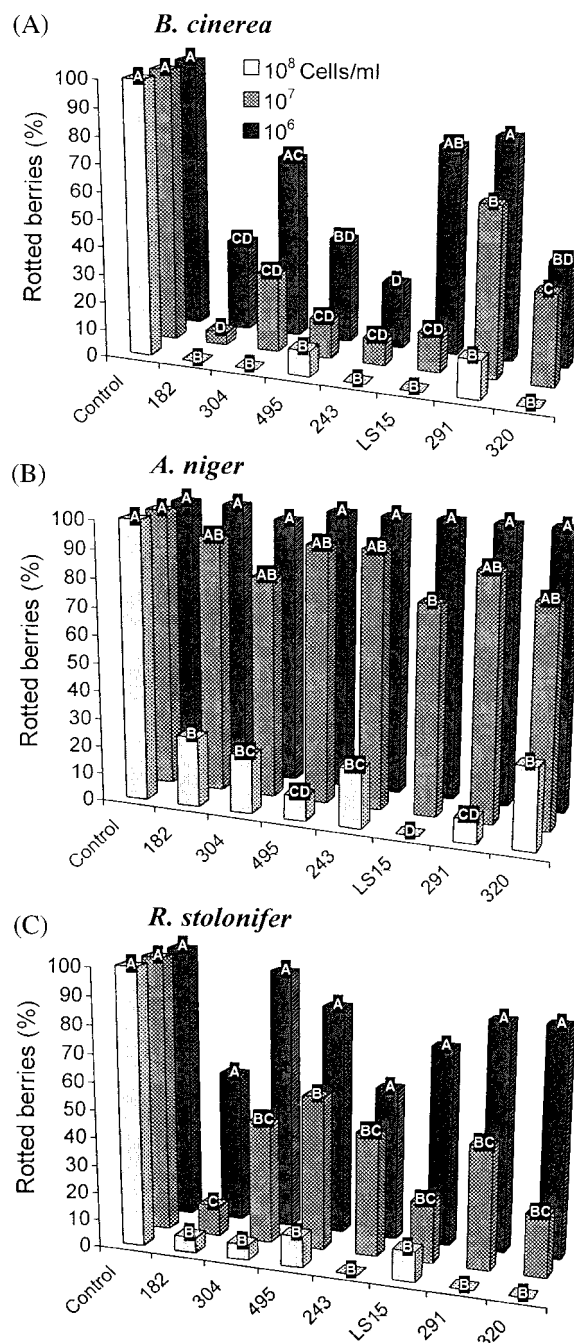 (A) B. cinerea
10⁸ Cells/ml
10⁷
10⁶
Rotted berries (%)
100
90
80
70
60
50
40
30
20
10
0
A A A
CD AC BD D AB A BD
D CD CD CD CD B C
B B B B B B B
Control 182 304 495 243 LS15 291 320
(B) A. niger
Rotted berries (%)
100
90
80
70
60
50
40
30
20
10
0
A A A
A A A A A A A
AB AB AB AB B AB AB
B BC CD BC D CD B
Control 182 304 495 243 LS15 291 320
(C) R. stolonifer
Rotted berries (%)
100
90
80
70
60
50
40
30
20
10
0
A A A
A A A A A A A
C BC B BC BC BC BC
B B B B B B B
Control 182 304 495 243 LS15 291 320